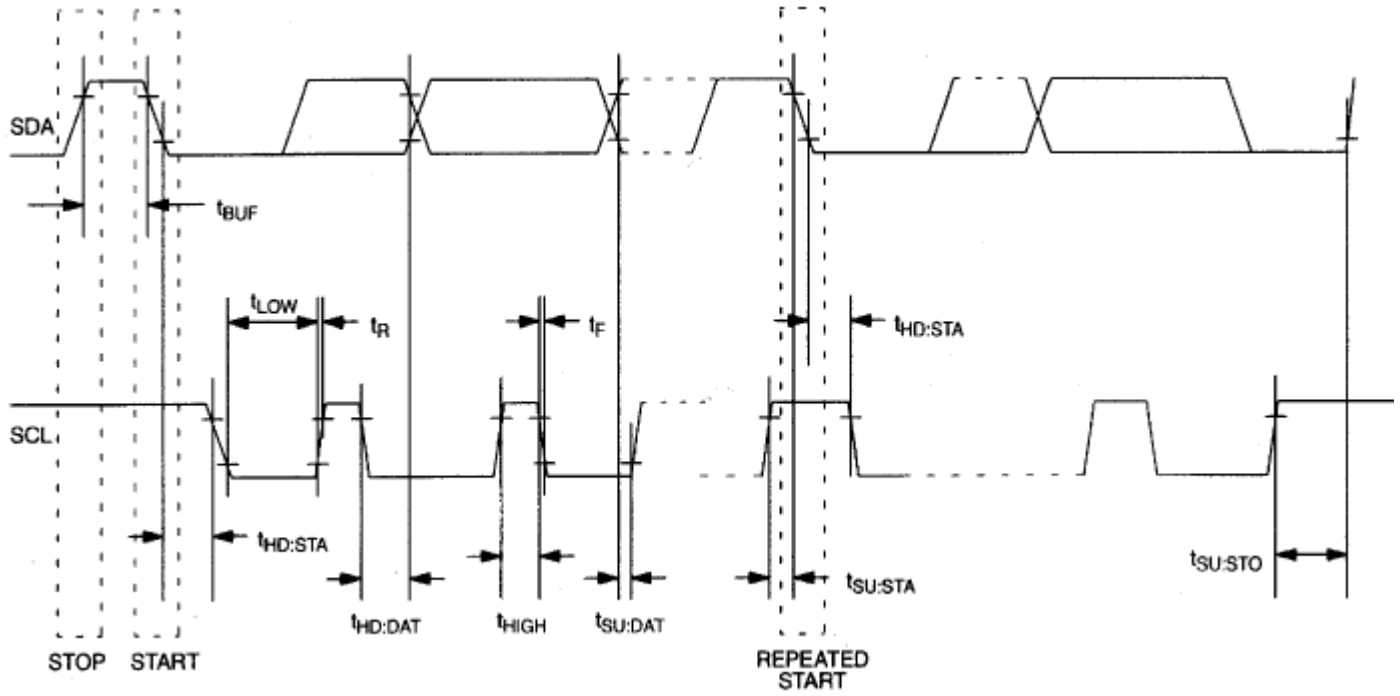 SDA
tBUF
tLOW
tR
tF
tHD:STA
SCL
tHD:STA
tHD:DAT
tHIGH
tSU:DAT
tSU:STA
tSU:STO
STOP
START
REPEATED
START